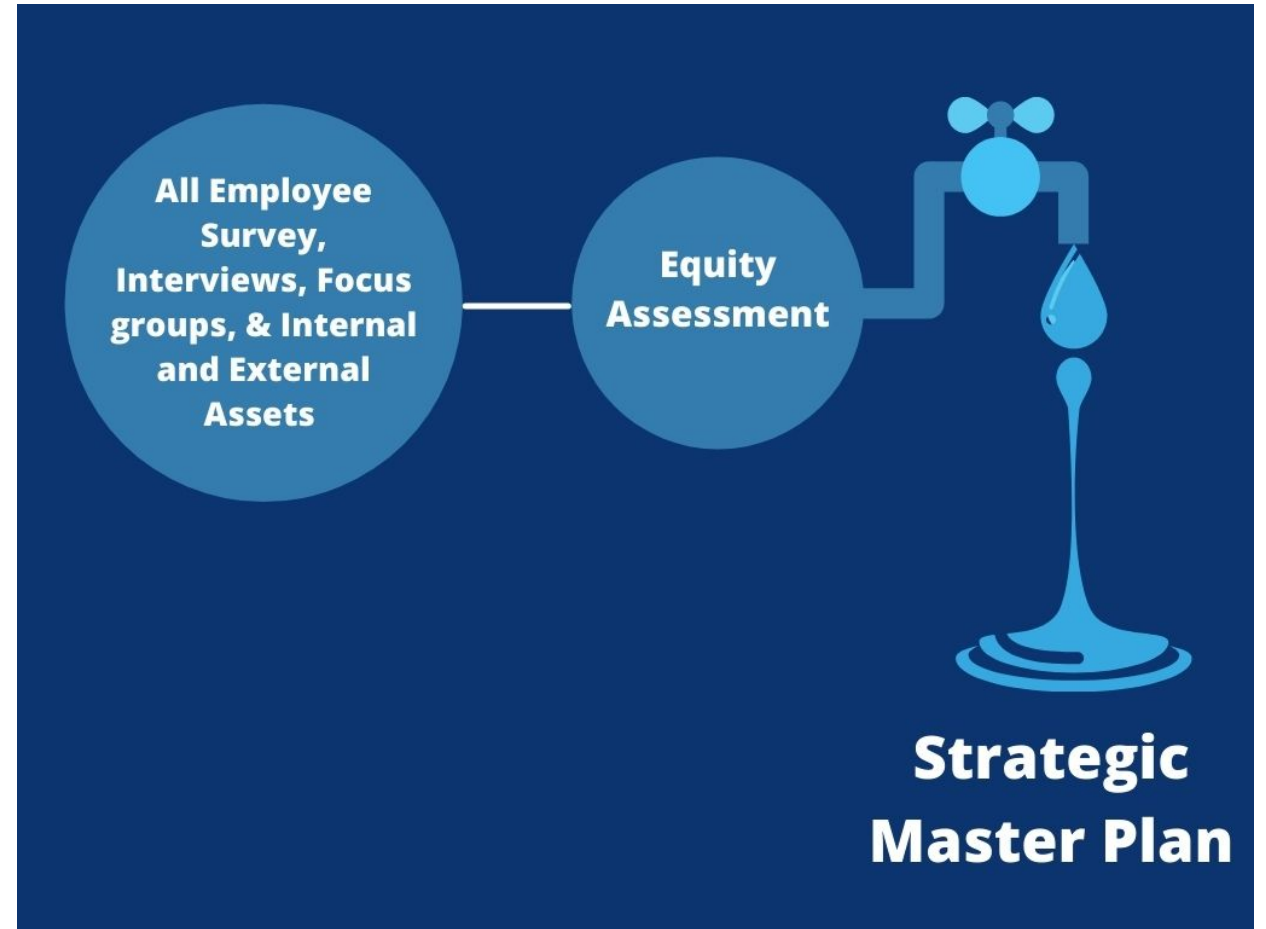 All Employee
Survey,
Interviews, Focus
groups, & Internal
and External
Assets
Equity
Assessment
Strategic
Master Plan